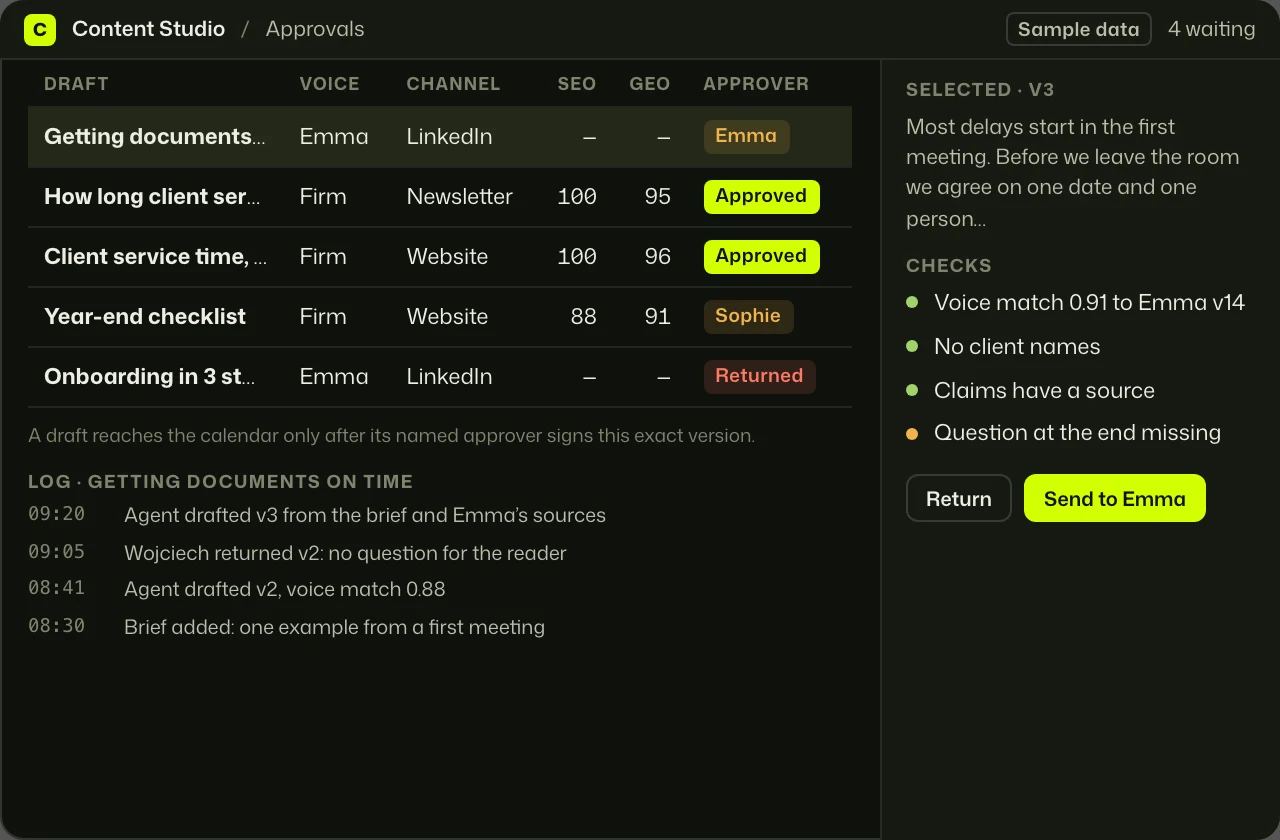 C Content Studio / Approvals
Sample data 4 waiting
DRAFT VOICE CHANNEL SEO GEO APPROVER
Getting documents… Emma LinkedIn – – Emma
How long client ser… Firm Newsletter 100 95 Approved
Client service time, … Firm Website 100 96 Approved
Year-end checklist Firm Website 88 91 Sophie
Onboarding in 3 st… Emma LinkedIn – – Returned
A draft reaches the calendar only after its named approver signs this exact version.
LOG · GETTING DOCUMENTS ON TIME
09:20 Agent drafted v3 from the brief and Emma’s sources
09:05 Wojciech returned v2: no question for the reader
08:41 Agent drafted v2, voice match 0.88
08:30 Brief added: one example from a first meeting
SELECTED · V3
Most delays start in the first
meeting. Before we leave the room
we agree on one date and one
person…
CHECKS
Voice match 0.91 to Emma v14
No client names
Claims have a source
Question at the end missing
Return Send to Emma